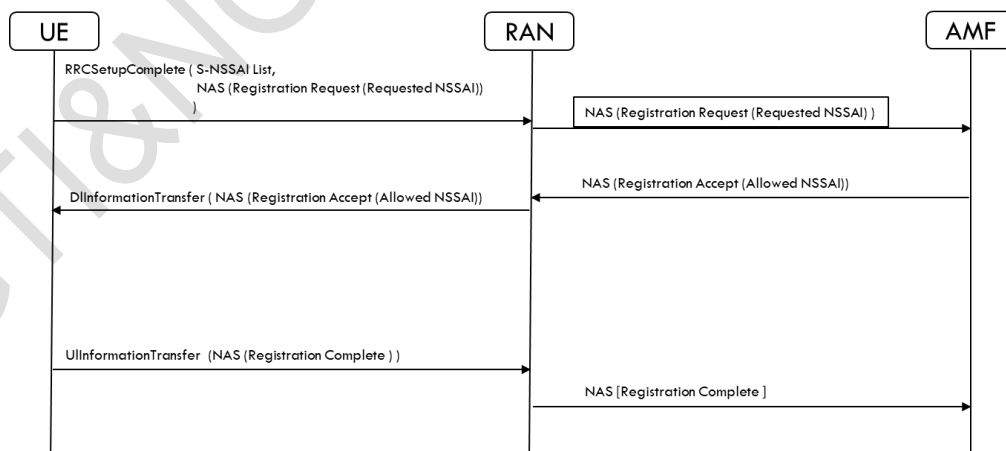 UE
RAN
AMF
RRCSetupComplete ( S-NSSAI List,
NAS (Registration Request (Requested NSSAI))
)
NAS (Registration Request (Requested NSSAI) )
NAS (Registration Accept (Allowed NSSAI))
DlInformationTransfer ( NAS (Registration Accept (Allowed NSSAI))
UlInformationTransfer (NAS (Registration Complete ) )
NAS [Registration Complete ]